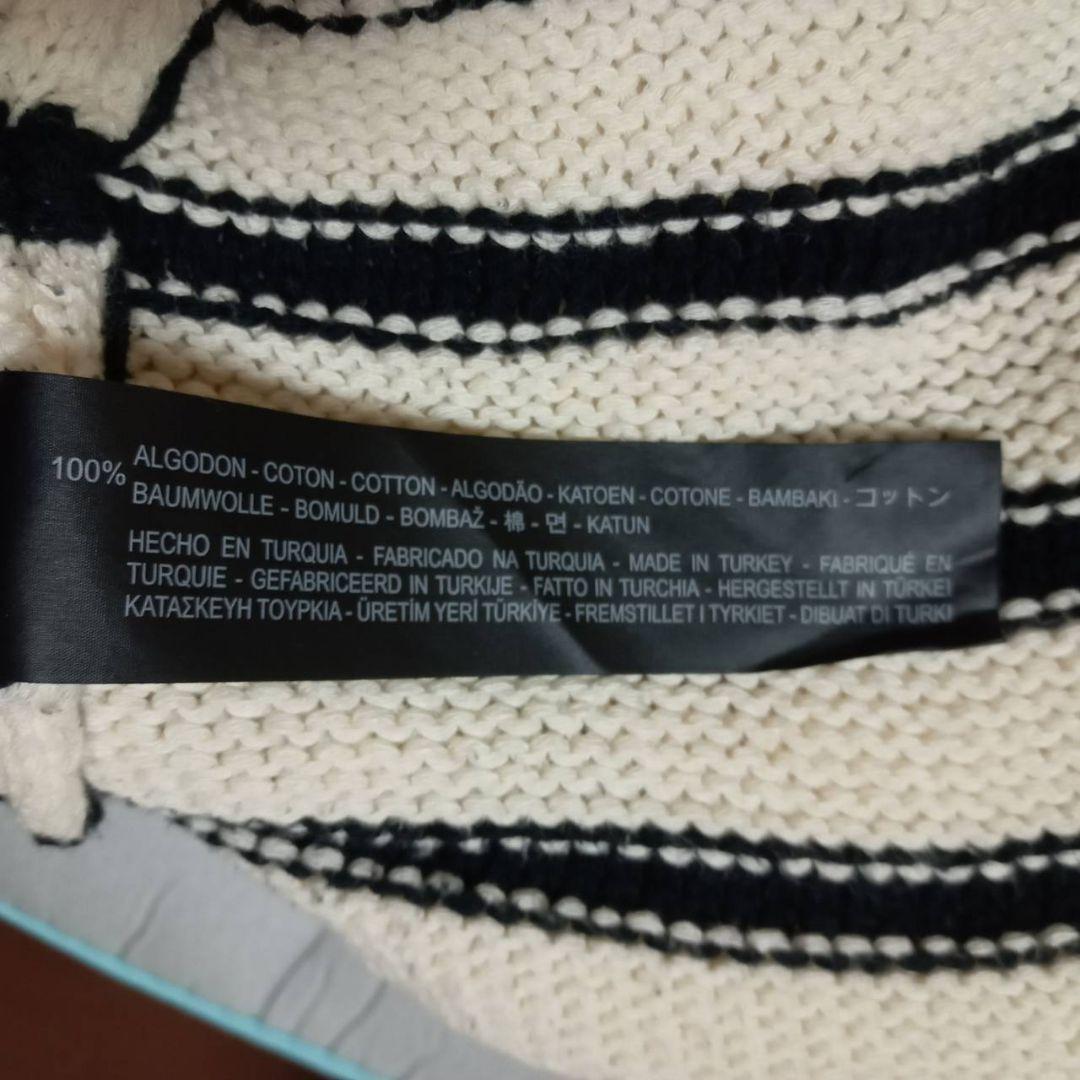 100% ALGODON - COTON - COTTON - ALGODÃO - KATOEN - COTONE - BAMBAKI - コットン
BAUMWOLLE - BOMULD - BOMBAŽ - 棉 - 면 - KATUN
HECHO EN TURQUIA - FABRICADO NA TURQUIA - MADE IN TURKEY - FABRIQUÉ EN
TURQUIE - GEFABRICEERD IN TURKIJE - FATTO IN TURCHIA - HERGESTELLT IN TÜRKEI
ΚΑΤΑΣΚΕΥΗ ΤΟΥΡΚΙΑ - ÜRETİM YERİ TÜRKİYE - FREMSTILLET I TYRKIET - DIBUAT DI TURKI